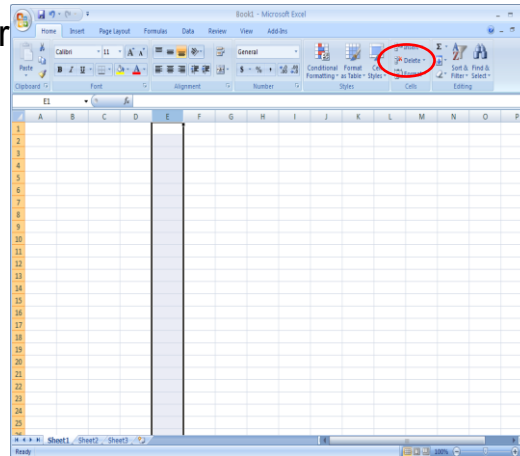 r
Book1 - Microsoft Excel
Home Insert Page Layout Formulas Data Review View Add-Ins
Calibri 11 A A General Insert Σ
Paste B I U A $ % , Conditional Format Cell Delete Sort & Find &
Formatting as Table Styles Format Filter Select
Clipboard Font Alignment Number Styles Cells Editing
E1 fx
A B C D E F G H I J K L M N O P
1
2
3
4
5
6
7
8
9
10
11
12
13
14
15
16
17
18
19
20
21
22
23
24
25
Sheet1 Sheet2 Sheet3
Ready 100%